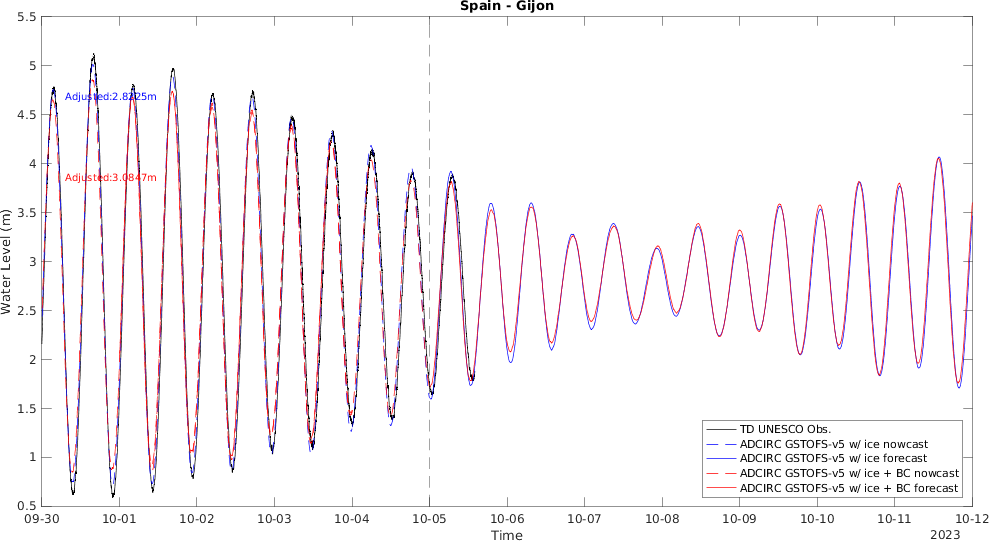 Spain - Gijon
5.5
5
4.5
4
3.5
3
2.5
2
1.5
1
0.5
Water Level (m)
Adjusted:2.8225m
Adjusted:3.0847m
TD UNESCO Obs.
ADCIRC GSTOFS-v5 w/ ice nowcast
ADCIRC GSTOFS-v5 w/ ice forecast
ADCIRC GSTOFS-v5 w/ ice + BC nowcast
ADCIRC GSTOFS-v5 w/ ice + BC forecast
09-30 10-01 10-02 10-03 10-04 10-05 10-06 10-07 10-08 10-09 10-10 10-11 10-12
Time
2023